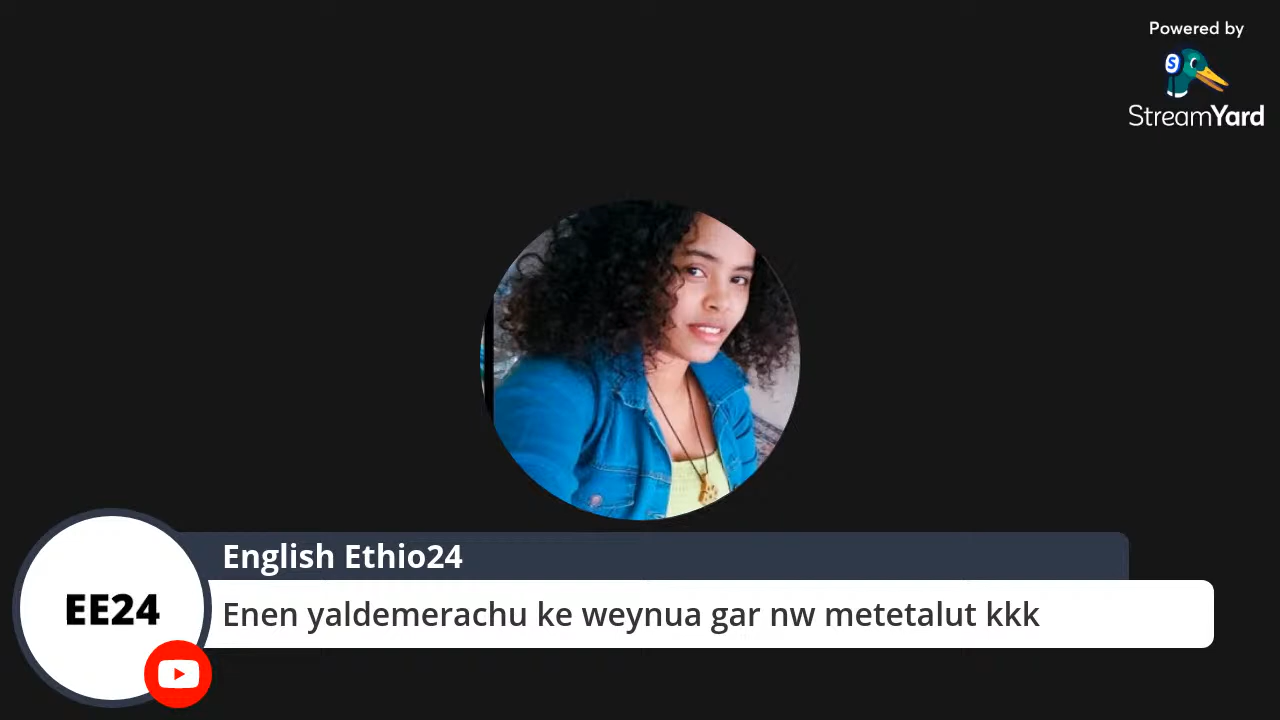 Powered by
S
StreamYard
English Ethio24
EE24
Enen yaldemerachu ke weynua gar nw metetalut kkk